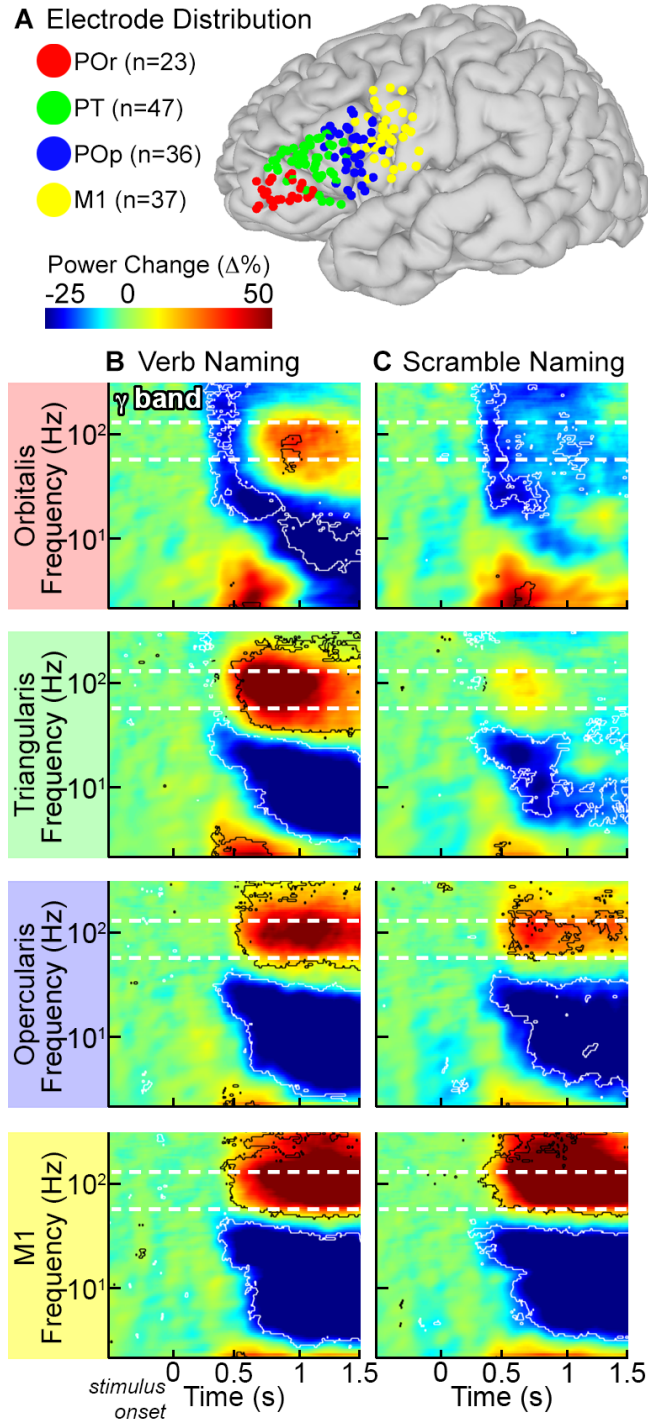 A Electrode Distribution
POr (n=23)
PT (n=47)
POp (n=36)
M1 (n=37)
Power Change (Δ%)
-25 0 50
B Verb Naming
C Scramble Naming
γ band
Orbitalis
Frequency (Hz)
10²
10¹
Triangularis
Frequency (Hz)
10²
10¹
Opercularis
Frequency (Hz)
10²
10¹
M1
Frequency (Hz)
10²
10¹
0 0.5 1 1.5
0 0.5 1 1.5
stimulus
onset
Time (s)
Time (s)